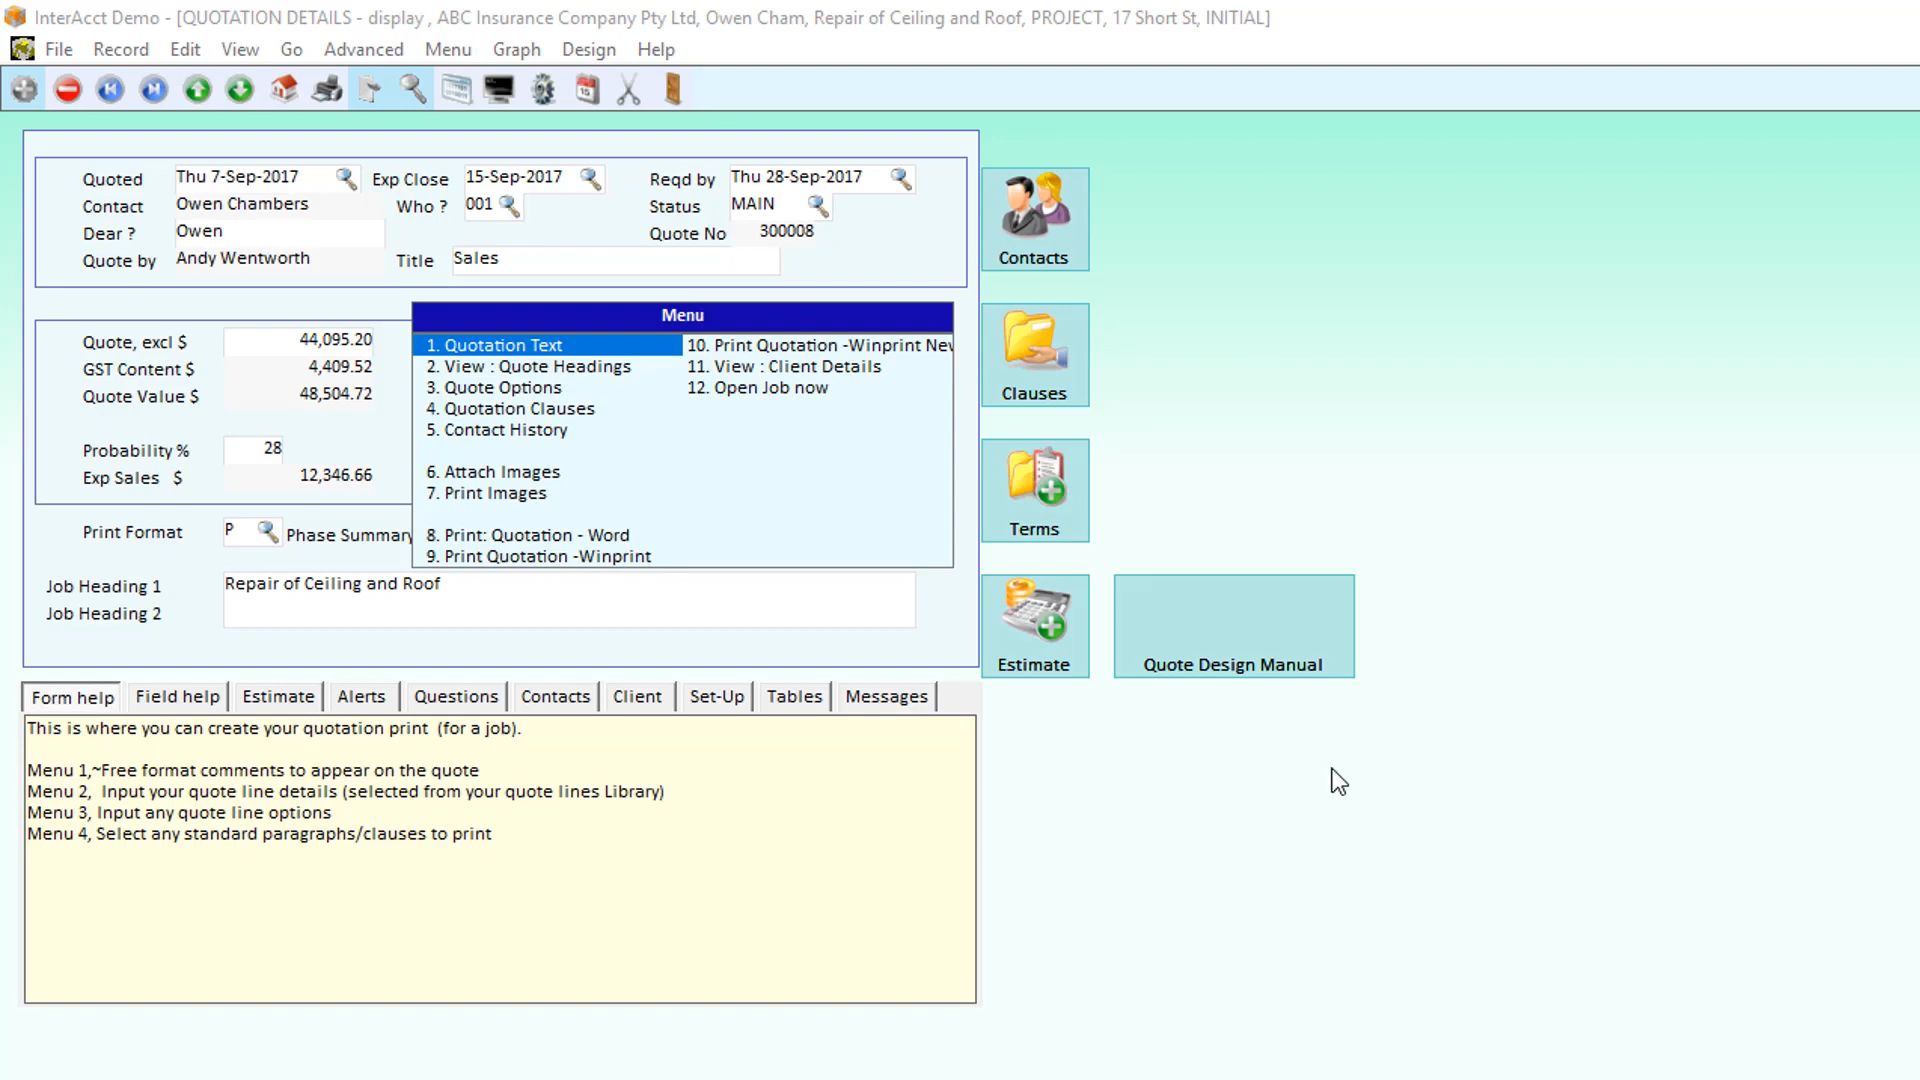 InterAcct Demo - [QUOTATION DETAILS - display , ABC Insurance Company Pty Ltd, Owen Cham, Repair of Ceiling and Roof, PROJECT, 17 Short St, INITIAL]
File Record Edit View Go Advanced Menu Graph Design Help
Quoted Thu 7-Sep-2017 Exp Close 15-Sep-2017 Reqd by Thu 28-Sep-2017
Contact Owen Chambers Who ? 001 Status MAIN
Dear ? Owen Quote No 300008
Quote by Andy Wentworth Title Sales
Contacts
Menu
Quote, excl $ 44,095.20
GST Content $ 4,409.52
Quote Value $ 48,504.72
Probability % 28
Exp Sales $ 12,346.66
1. Quotation Text
2. View : Quote Headings
3. Quote Options
4. Quotation Clauses
5. Contact History
6. Attach Images
7. Print Images
8. Print: Quotation - Word
9. Print Quotation -Winprint
10. Print Quotation -Winprint Nev
11. View : Client Details
12. Open Job now
Clauses
Terms
Print Format P Phase Summary
Job Heading 1 Repair of Ceiling and Roof
Job Heading 2
Estimate
Quote Design Manual
Form help Field help Estimate Alerts Questions Contacts Client Set-Up Tables Messages
This is where you can create your quotation print (for a job).
Menu 1,~Free format comments to appear on the quote
Menu 2, Input your quote line details (selected from your quote lines Library)
Menu 3, Input any quote line options
Menu 4, Select any standard paragraphs/clauses to print